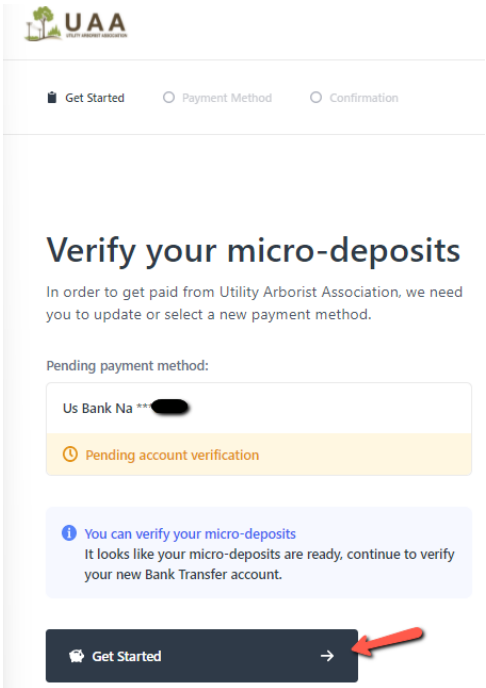 UAA
UTILITY ARBORIST ASSOCIATION
Get Started
Payment Method
Confirmation
Verify your micro-deposits
In order to get paid from Utility Arborist Association, we need
you to update or select a new payment method.
Pending payment method:
Us Bank Na ***
Pending account verification
You can verify your micro-deposits
It looks like your micro-deposits are ready, continue to verify
your new Bank Transfer account.
Get Started